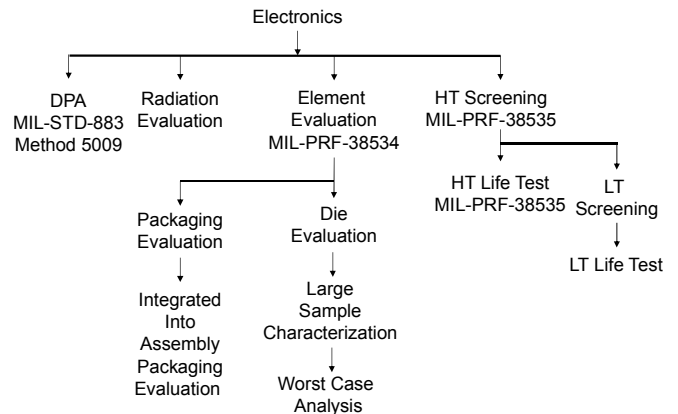 Electronics
DPA
MIL-STD-883
Method 5009
Radiation
Evaluation
Element
Evaluation
MIL-PRF-38534
HT Screening
MIL-PRF-38535
HT Life Test
MIL-PRF-38535
LT
Screening
LT Life Test
Packaging
Evaluation
Integrated
Into
Assembly
Packaging
Evaluation
Die
Evaluation
Large
Sample
Characterization
Worst Case
Analysis